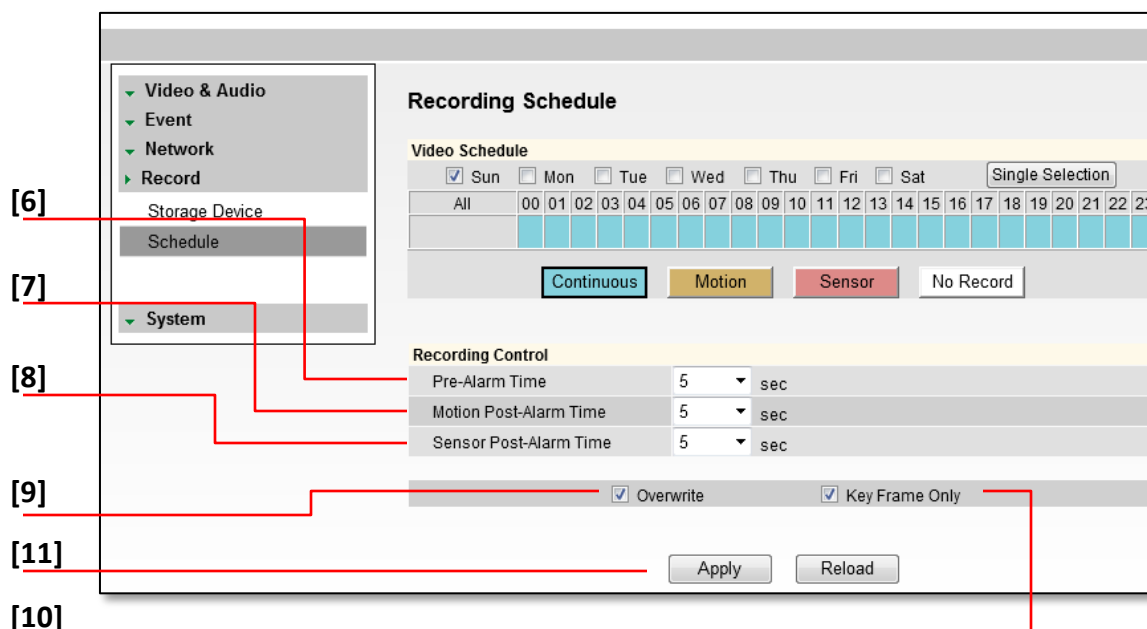 Video & Audio
Event
Network
Record
Storage Device
Schedule
System
Recording Schedule
Video Schedule
Sun Mon Tue Wed Thu Fri Sat Single Selection
All 00 01 02 03 04 05 06 07 08 09 10 11 12 13 14 15 16 17 18 19 20 21 22 23
Continuous Motion Sensor No Record
Recording Control
[6] Pre-Alarm Time 5 sec
[7] Motion Post-Alarm Time 5 sec
[8] Sensor Post-Alarm Time 5 sec
[9] Overwrite Key Frame Only
[11] Apply Reload
[10]